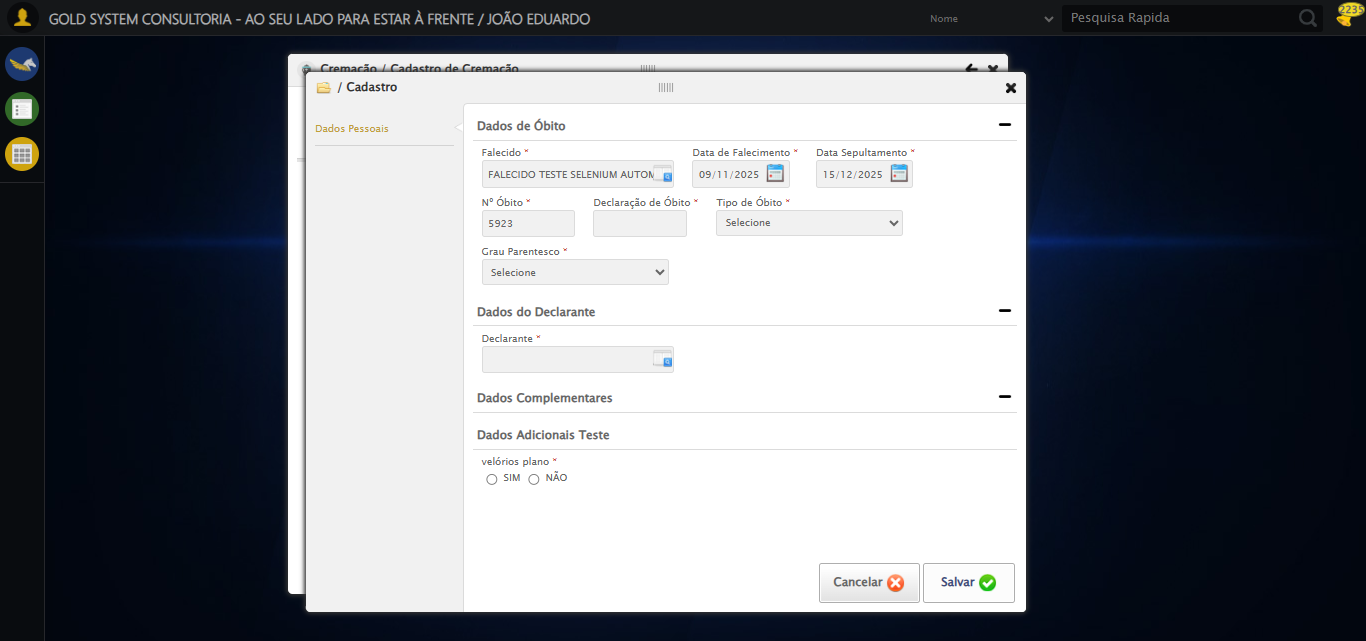 GOLD SYSTEM CONSULTORIA - AO SEU LADO PARA ESTAR À FRENTE / JOÃO EDUARDO
Nome
Pesquisa Rapida
2235
Cremação / Cadastro de Cremação
/ Cadastro
Dados Pessoais
Dados de Óbito
Falecido *
Data de Falecimento *
Data Sepultamento *
FALECIDO TESTE SELENIUM AUTOM
09/11/2025
15/12/2025
Nº Óbito *
Declaração de Óbito *
Tipo de Óbito *
5923
Selecione
Grau Parentesco *
Selecione
Dados do Declarante
Declarante *
Dados Complementares
Dados Adicionais Teste
velórios plano *
SIM
NÃO
Cancelar
Salvar